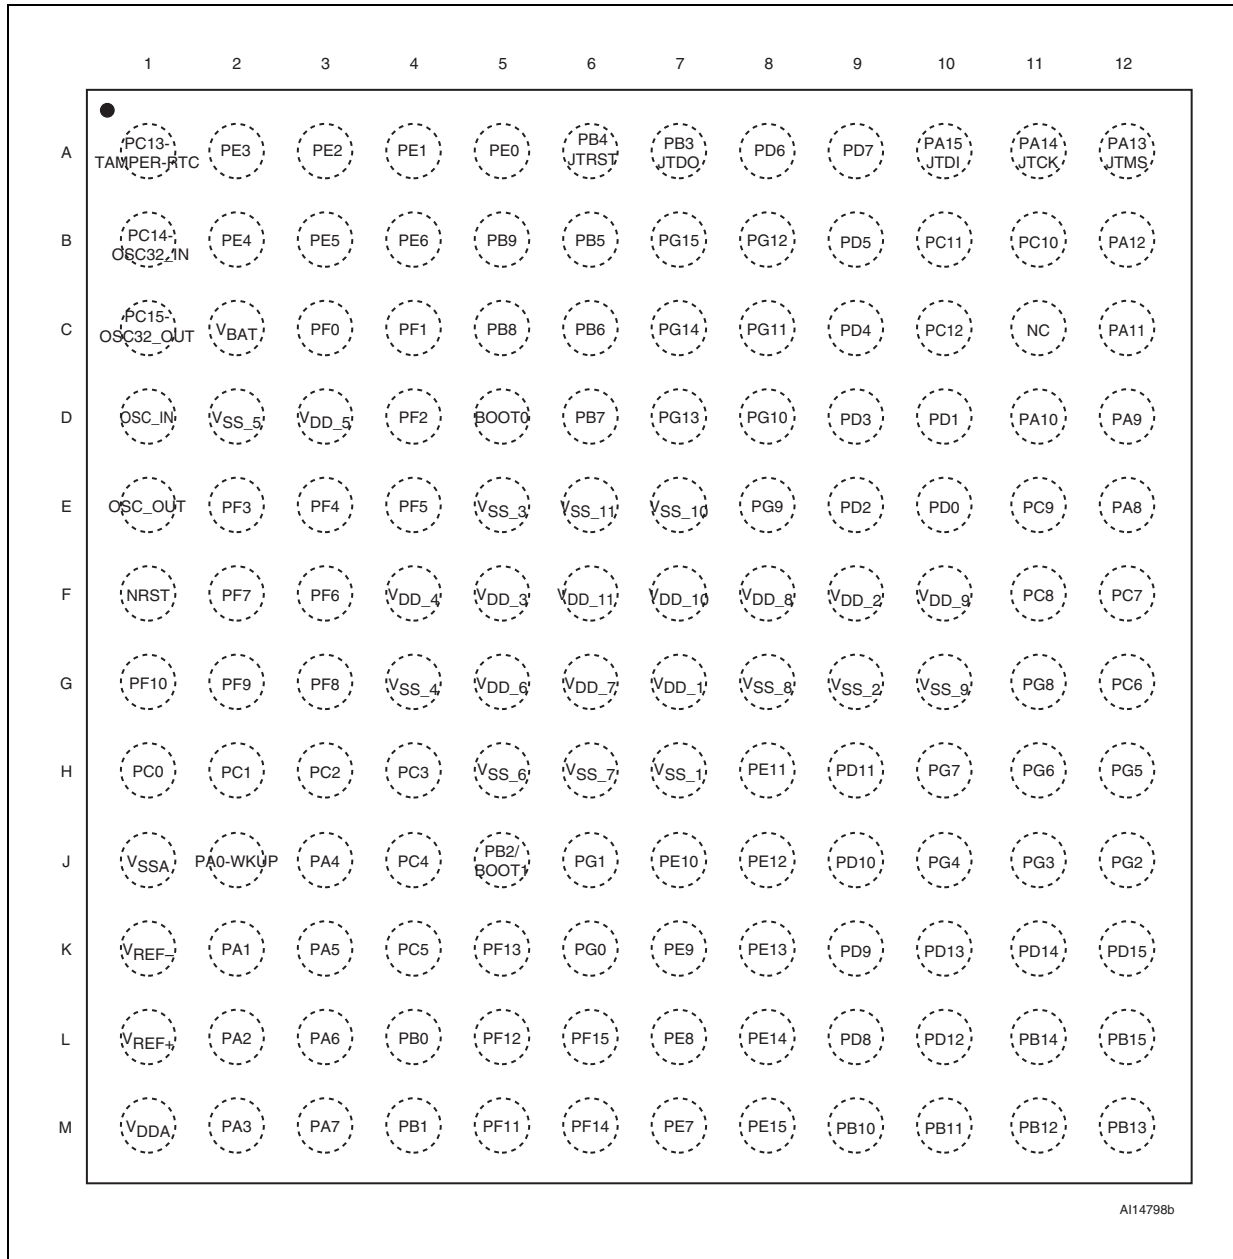 1 2 3 4 5 6 7 8 9 10 11 12
A PC13-TAMPER-RTC PE3 PE2 PE1 PE0 PB4 JTRST PB3 JTDO PD6 PD7 PA15 JTDI PA14 JTCK PA13 JTMS
B PC14-OSC32_IN PE4 PE5 PE6 PB9 PB5 PG15 PG12 PD5 PC11 PC10 PA12
C PC15-OSC32_OUT VBAT PF0 PF1 PB8 PB6 PG14 PG11 PD4 PC12 NC PA11
D OSC_IN VSS_5 VDD_5 PF2 BOOT0 PB7 PG13 PG10 PD3 PD1 PA10 PA9
E OSC_OUT PF3 PF4 PF5 VSS_3 VSS_11 VSS_10 PG9 PD2 PD0 PC9 PA8
F NRST PF7 PF6 VDD_4 VDD_3 VDD_11 VDD_10 VDD_8 VDD_2 VDD_9 PC8 PC7
G PF10 PF9 PF8 VSS_4 VDD_6 VDD_7 VDD_1 VSS_8 VSS_2 VSS_9 PG8 PC6
H PC0 PC1 PC2 PC3 VSS_6 VSS_7 VSS_1 PE11 PD11 PG7 PG6 PG5
J VSSA PA0-WKUP PA4 PC4 PB2/BOOT1 PG1 PE10 PE12 PD10 PG4 PG3 PG2
K VREF– PA1 PA5 PC5 PF13 PG0 PE9 PE13 PD9 PD13 PD14 PD15
L VREF+ PA2 PA6 PB0 PF12 PF15 PE8 PE14 PD8 PD12 PB14 PB15
M VDDA PA3 PA7 PB1 PF11 PF14 PE7 PE15 PB10 PB11 PB12 PB13
AI14798b